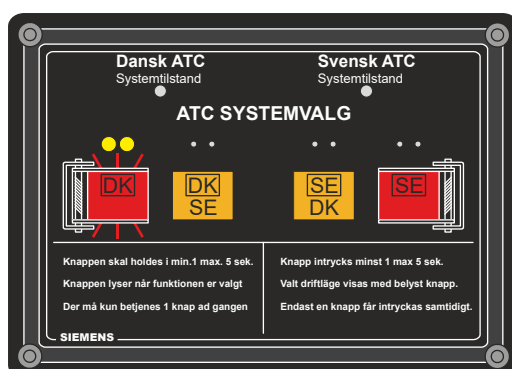 Dansk ATC
Systemtilstand
Svensk ATC
Systemtilstand
ATC SYSTEMVALG
DK
DK
SE
SE
DK
SE
Knappen skal holdes i min.1 max. 5 sek.
Knappen lyser når funktionen er valgt
Der må kun betjenes 1 knap ad gangen
Knapp intrycks minst 1 max 5 sek.
Valt driftläge visas med belyst knapp.
Endast en knapp får intryckas samtidigt.
SIEMENS